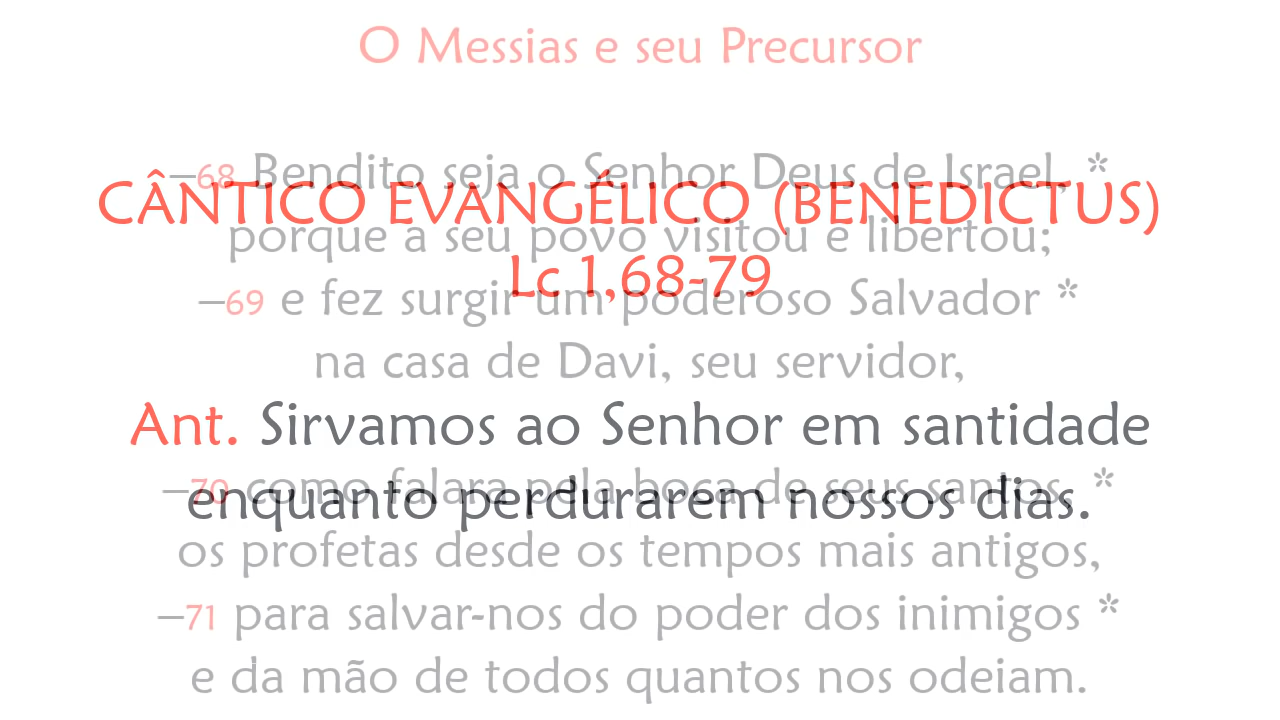 O Messias e seu Precursor
–68 Bendito seja o Senhor Deus de Israel, *
CÂNTICO EVANGÉLICO (BENEDICTUS)
porque a seu povo visitou e libertou;
Lc 1,68-79
–69 e fez surgir um poderoso Salvador *
na casa de Davi, seu servidor,
Ant. Sirvamos ao Senhor em santidade
–70 como falara pela boca de seus santos, *
enquanto perdurarem nossos dias.
os profetas desde os tempos mais antigos,
–71 para salvar-nos do poder dos inimigos *
e da mão de todos quantos nos odeiam.